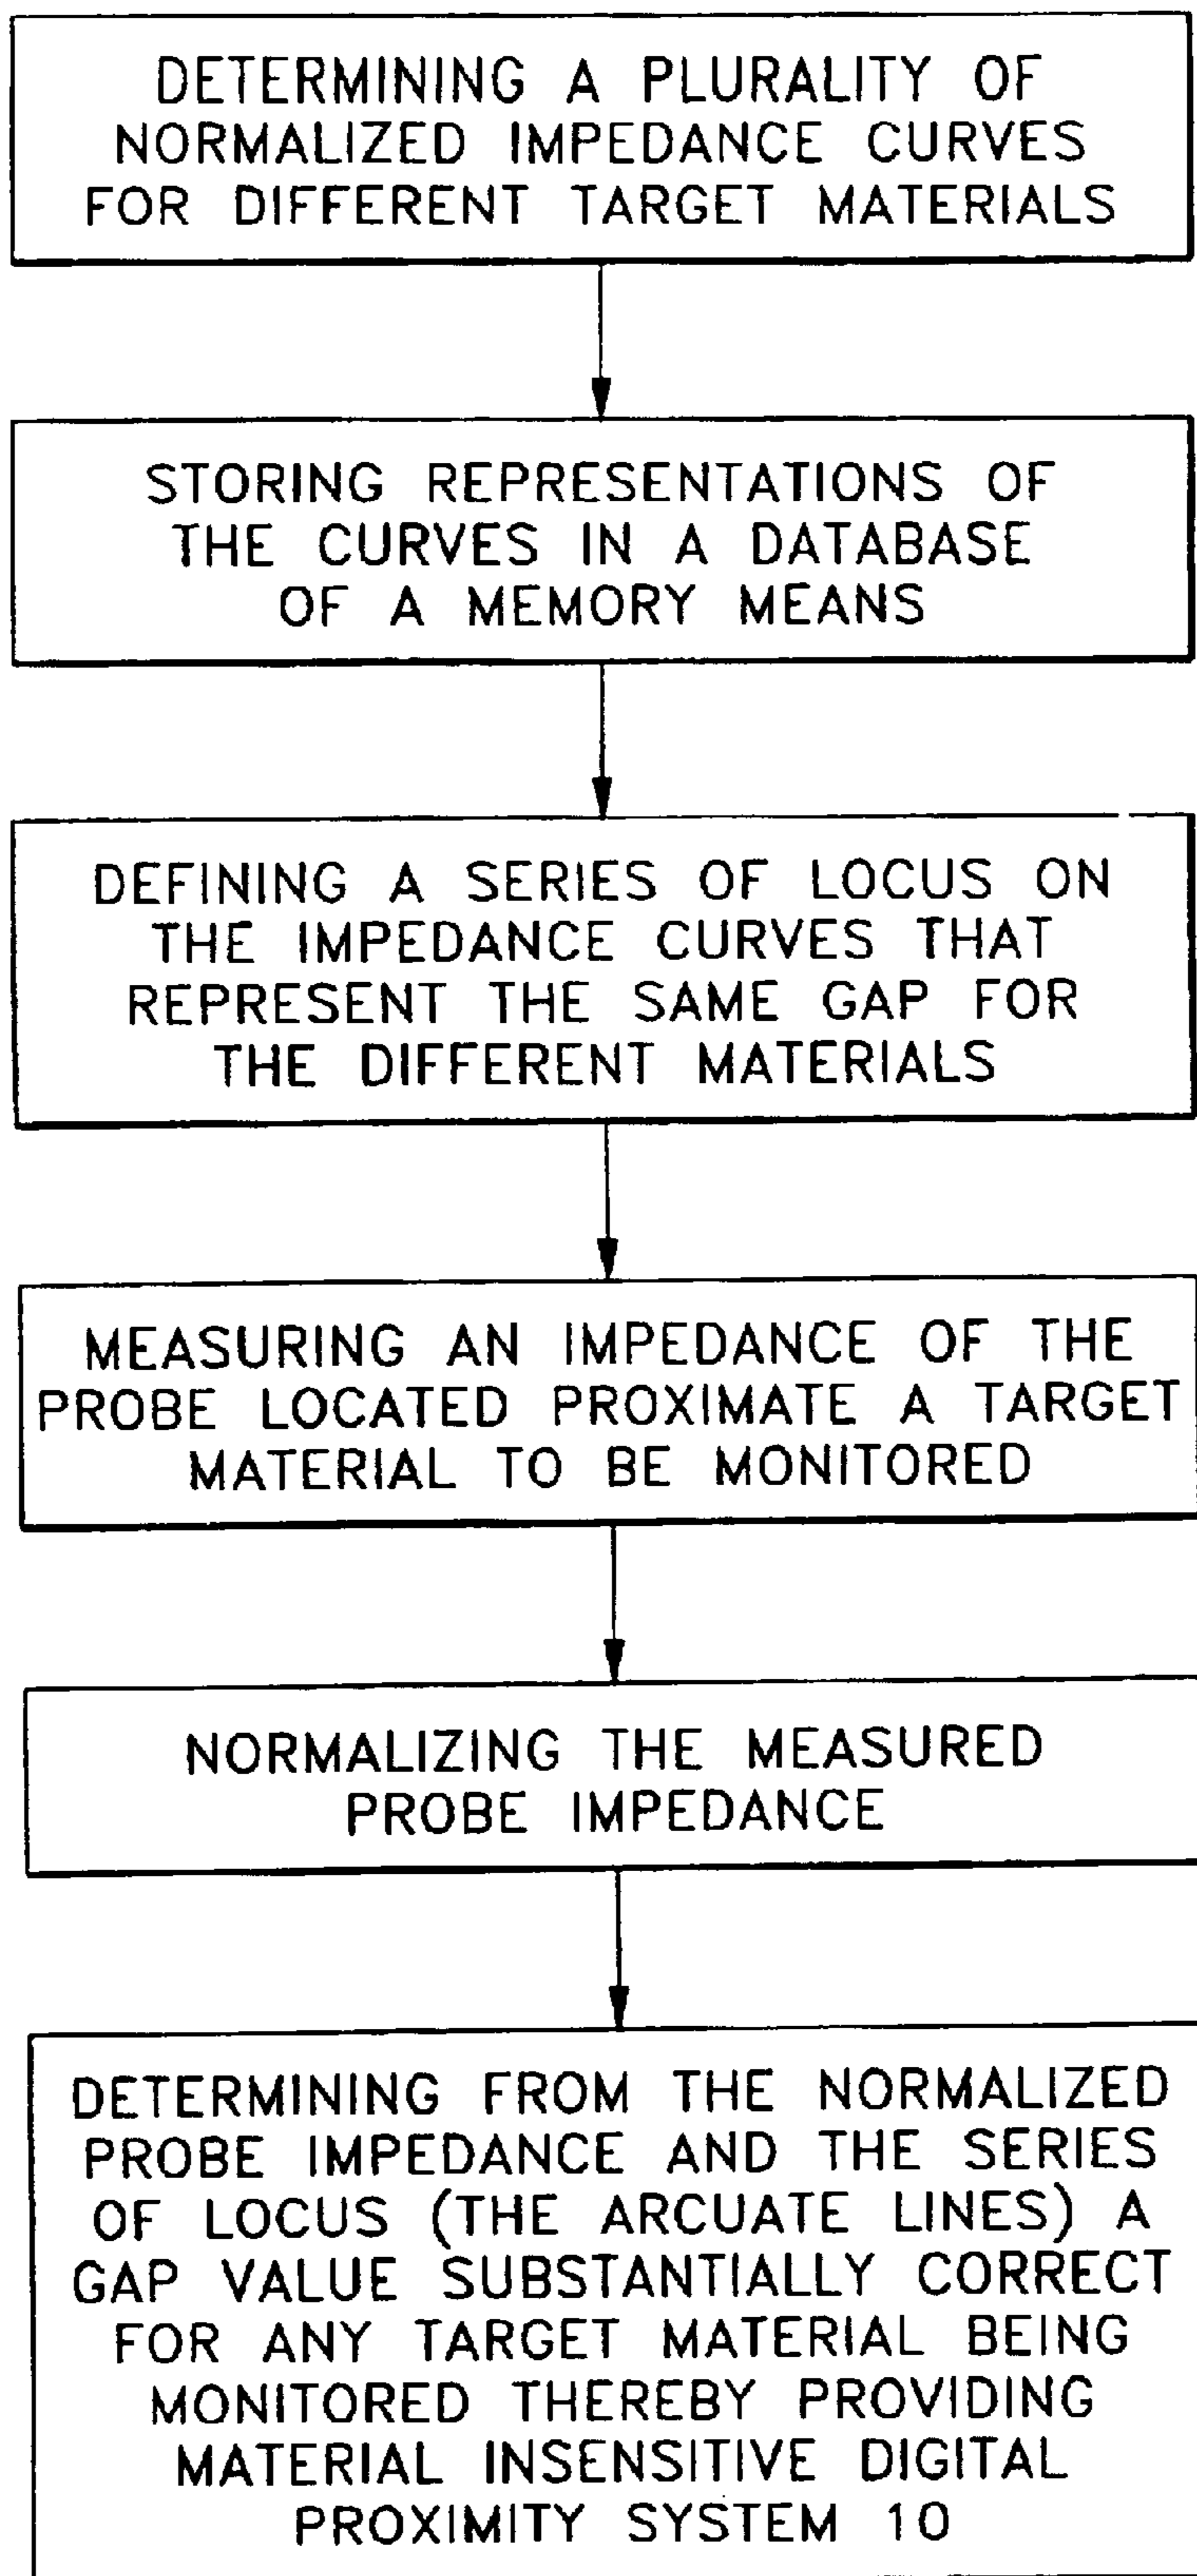 DETERMINING A PLURALITY OF
NORMALIZED IMPEDANCE CURVES
FOR DIFFERENT TARGET MATERIALS
STORING REPRESENTATIONS OF
THE CURVES IN A DATABASE
OF A MEMORY MEANS
DEFINING A SERIES OF LOCUS ON
THE IMPEDANCE CURVES THAT
REPRESENT THE SAME GAP FOR
THE DIFFERENT MATERIALS
MEASURING AN IMPEDANCE OF THE
PROBE LOCATED PROXIMATE A TARGET
MATERIAL TO BE MONITORED
NORMALIZING THE MEASURED
PROBE IMPEDANCE
DETERMINING FROM THE NORMALIZED
PROBE IMPEDANCE AND THE SERIES
OF LOCUS (THE ARCUATE LINES) A
GAP VALUE SUBSTANTIALLY CORRECT
FOR ANY TARGET MATERIAL BEING
MONITORED THEREBY PROVIDING
MATERIAL INSENSITIVE DIGITAL
PROXIMITY SYSTEM 10